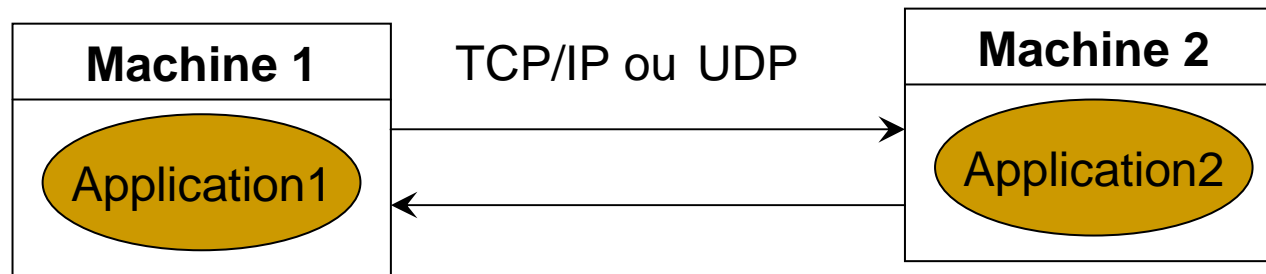 Machine 1
TCP/IP ou UDP
Machine 2
Application1
Application2